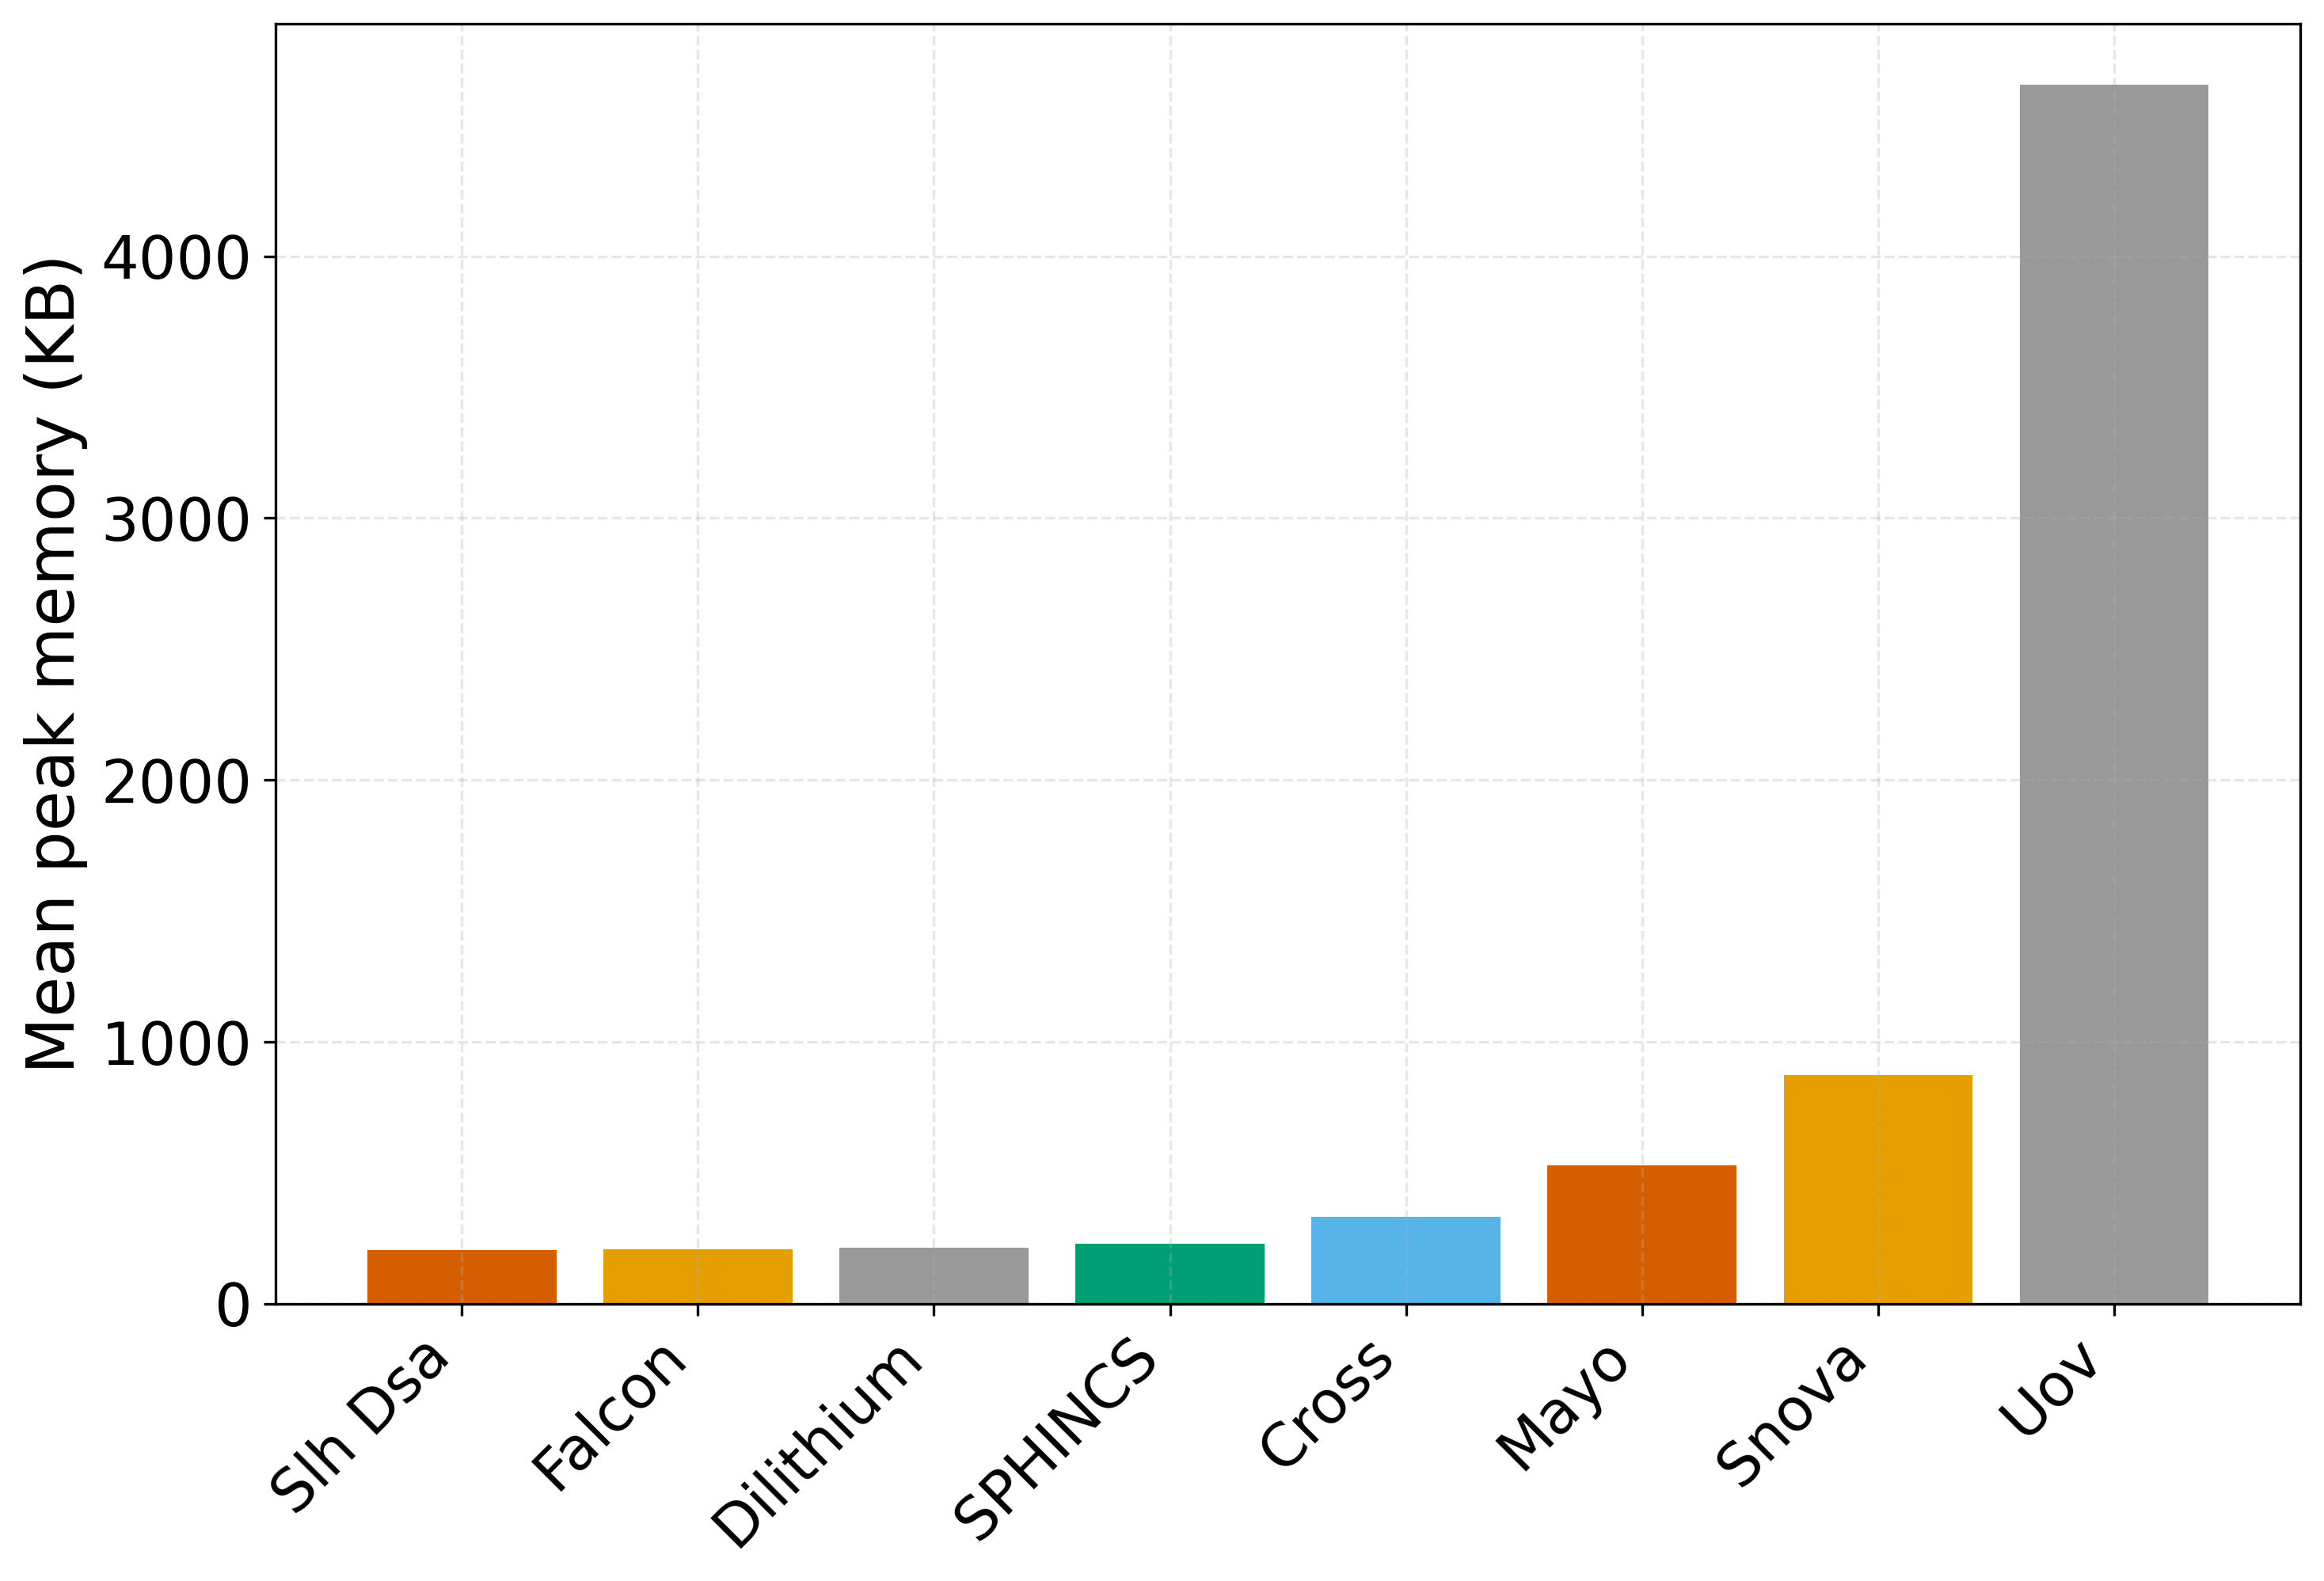 Mean peak memory (KB)
4000
3000
2000
1000
0
Slh Dsa
Falcon
Dilithium
SPHINCS
Cross
Mayo
Snova
Uov